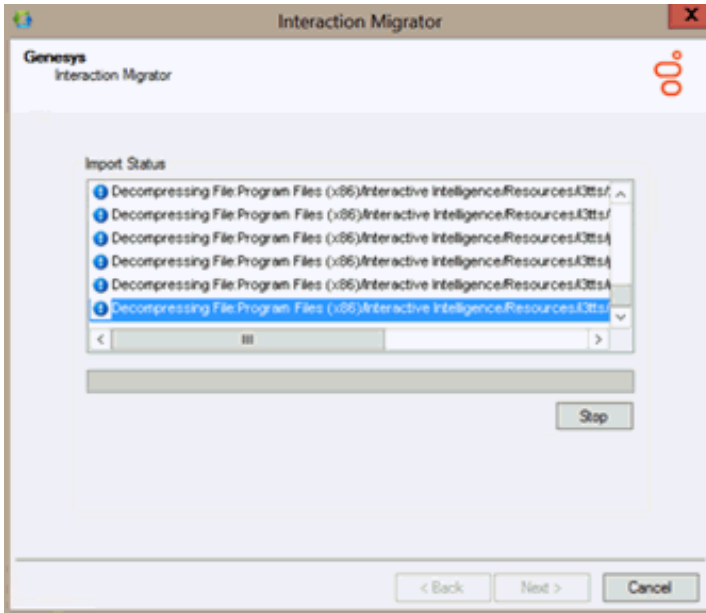 Interaction Migrator
Genesys
Interaction Migrator
Import Status
Decompressing File:Program Files (x86)/Interactive Intelligence/Resources/i3tts/
Decompressing File:Program Files (x86)/Interactive Intelligence/Resources/i3tts/
Decompressing File:Program Files (x86)/Interactive Intelligence/Resources/i3tts/
Decompressing File:Program Files (x86)/Interactive Intelligence/Resources/i3tts/
Decompressing File:Program Files (x86)/Interactive Intelligence/Resources/i3tts/
Decompressing File:Program Files (x86)/Interactive Intelligence/Resources/i3tts/
Stop
< Back
Next >
Cancel